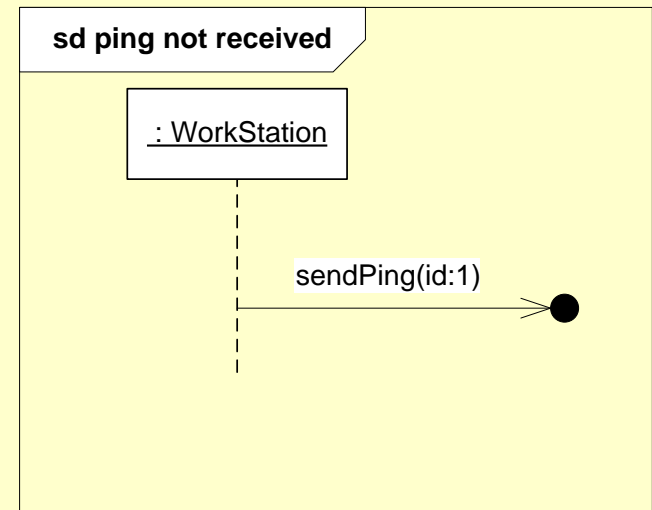 sd ping not received
: WorkStation
sendPing(id:1)